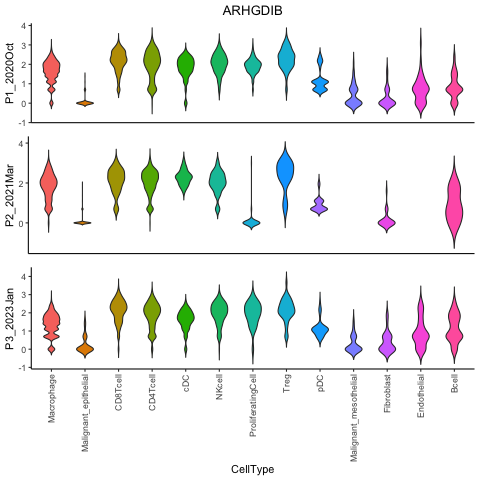 ARHGDIB
P1_2020Oct
4
3
2
1
0
-1
P2_2021Mar
4
2
0
P3_2023Jan
4
3
2
1
0
-1
Macrophage
Malignant_epithelial
CD8Tcell
CD4Tcell
cDC
NKcell
ProliferatingCell
Treg
pDC
Malignant_mesothelial
Fibroblast
Endothelial
Bcell
CellType